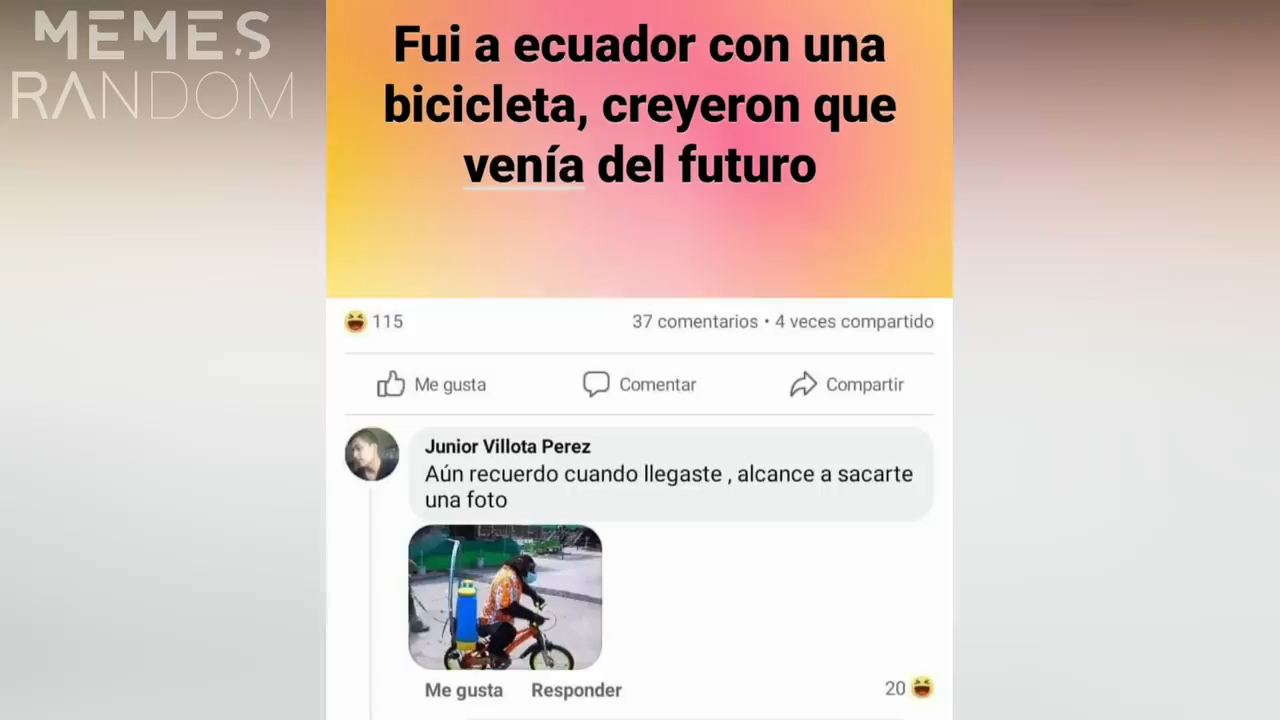 MEMES
RANDOM
Fui a ecuador con una
bicicleta, creyeron que
venía del futuro
115
37 comentarios • 4 veces compartido
Me gusta
Comentar
Compartir
Junior Villota Perez
Aún recuerdo cuando llegaste , alcance a sacarte
una foto
Me gusta
Responder
20